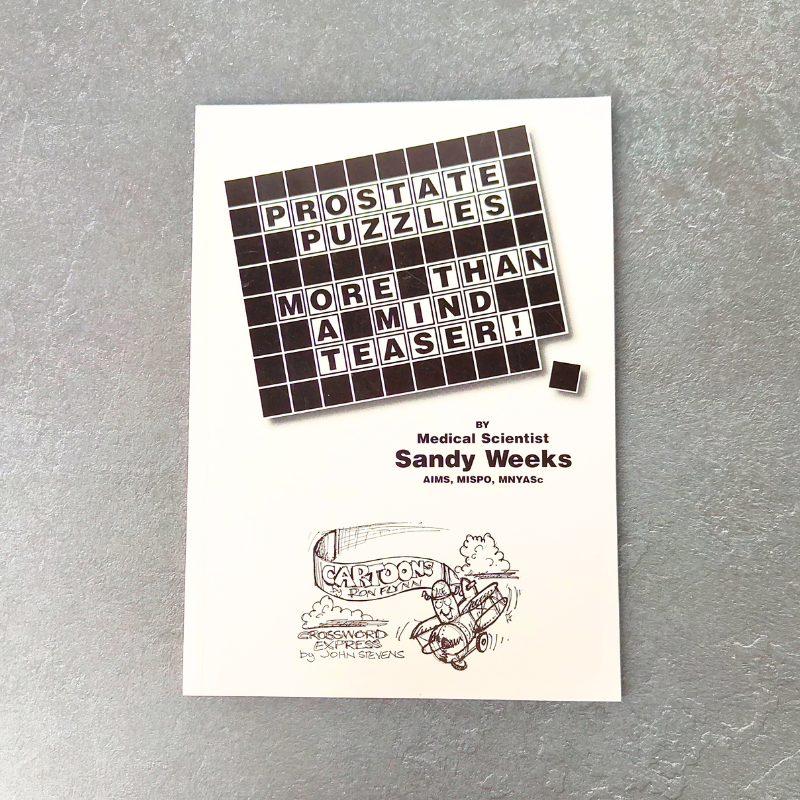 PROSTATE
PUZZLES
MORE THAN
A MIND
TEASER!
BY
Medical Scientist
Sandy Weeks
AIMS, MISPO, MNYASc
CARTOONS
by RON FLYNN
CROSSWORD
EXPRESS
by JOHN STEVENS